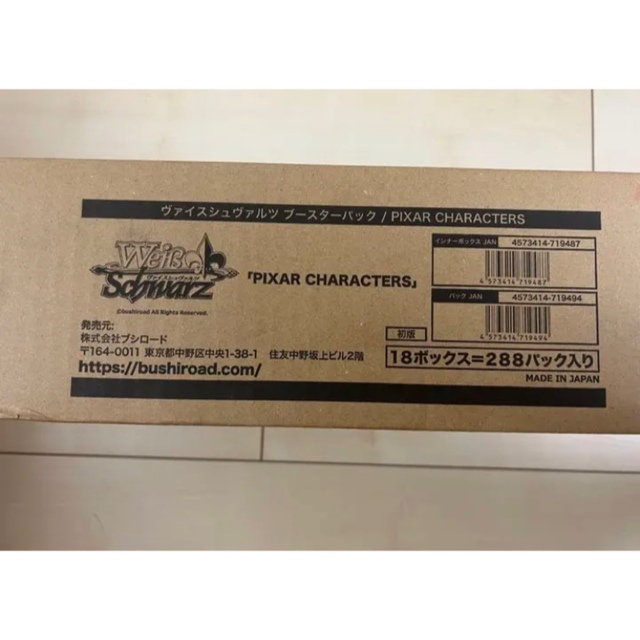 ヴァイスシュヴァルツ ブースターパック / PIXAR CHARACTERS
Weiß
ヴァイスシュヴァルツ
Schwarz
©bushiroad All Rights Reserved.
「PIXAR CHARACTERS」
インナーボックス JAN 4573414-719487
4 573414 719487
パック JAN 4573414-719494
4 573414 719494
発売元:
株式会社ブシロード
〒164-0011 東京都中野区中央1-38-1 住友中野坂上ビル2階
https://bushiroad.com/
初版
18ボックス=288パック入り
MADE IN JAPAN